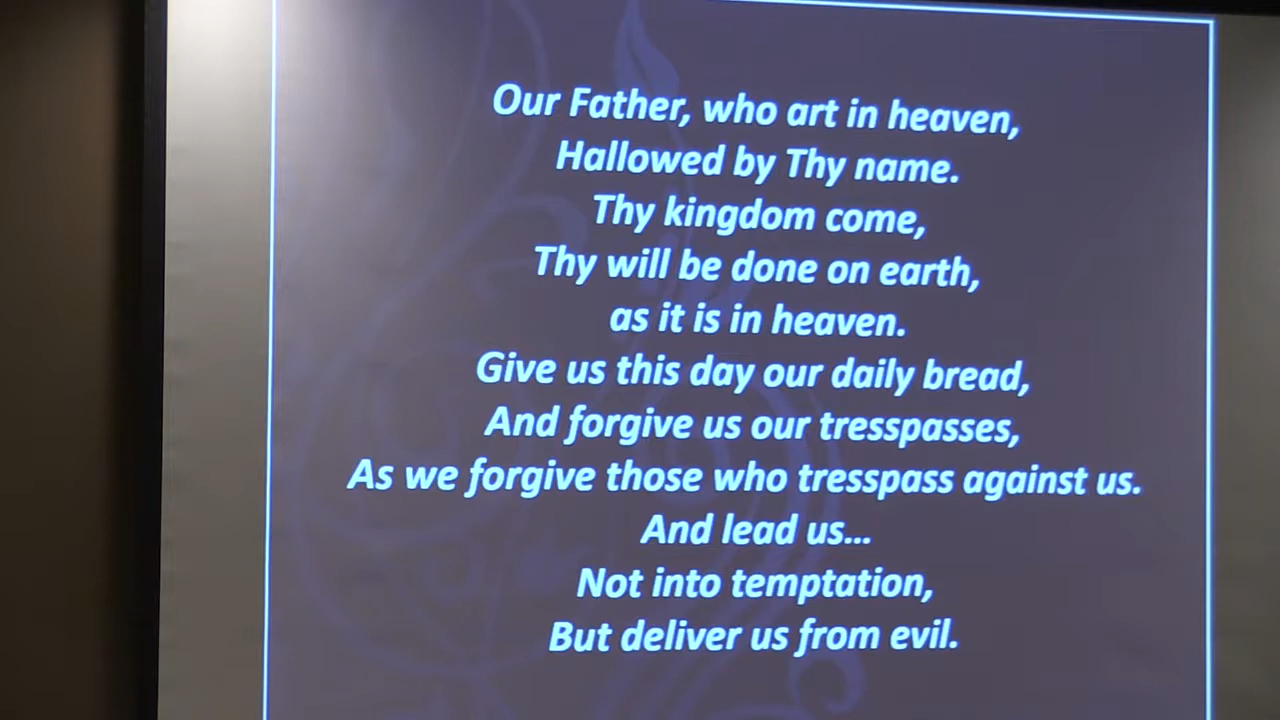 Our Father, who art in heaven,
Hallowed by Thy name.
Thy kingdom come,
Thy will be done on earth,
as it is in heaven.
Give us this day our daily bread,
And forgive us our tresspasses,
As we forgive those who tresspass against us.
And lead us...
Not into temptation,
But deliver us from evil.